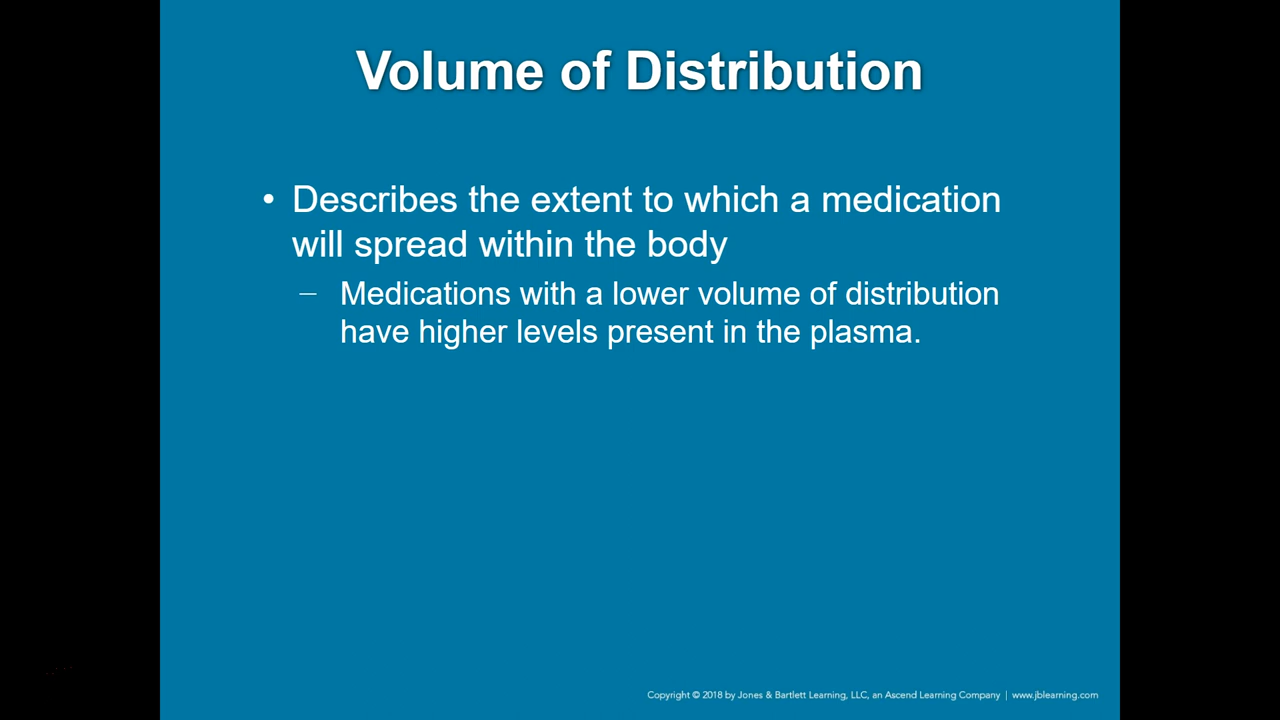 Volume of Distribution
• Describes the extent to which a medication
will spread within the body
– Medications with a lower volume of distribution
have higher levels present in the plasma.
Copyright © 2018 by Jones & Bartlett Learning, LLC, an Ascend Learning Company | www.jblearning.com